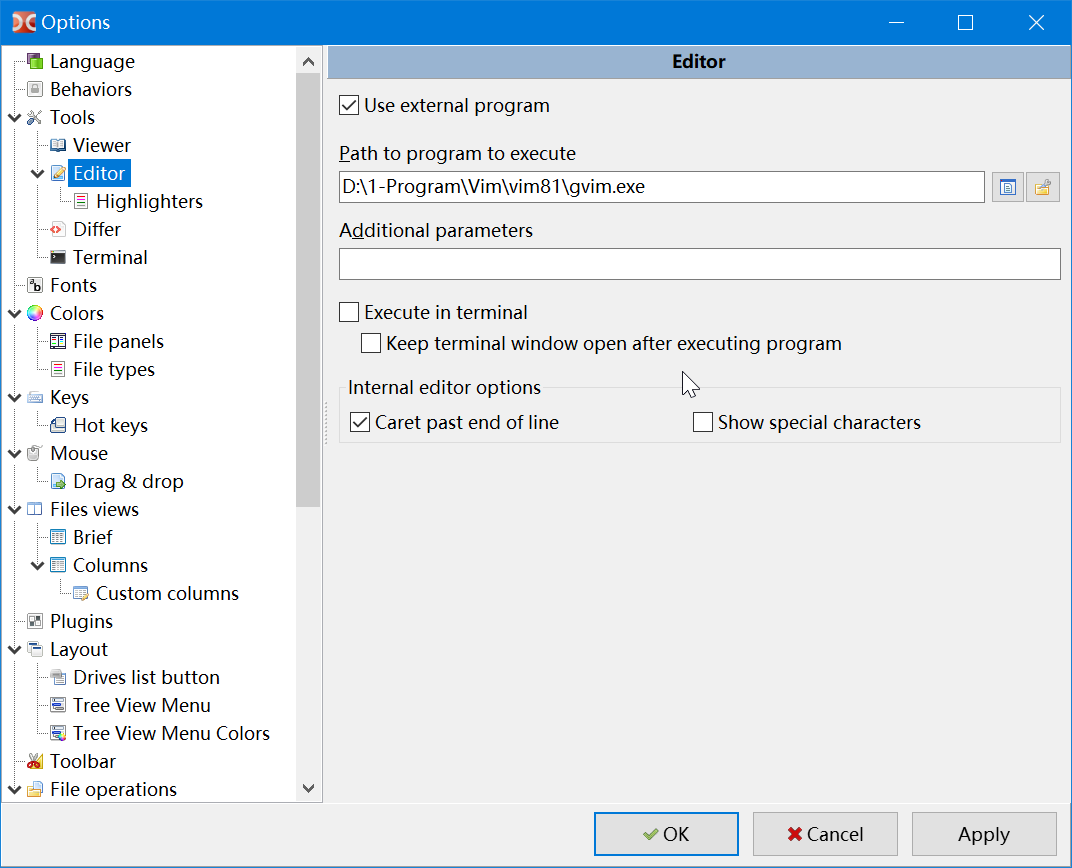 Options
Language
Behaviors
Tools
Viewer
Editor
Highlighters
Differ
Terminal
Fonts
Colors
File panels
File types
Keys
Hot keys
Mouse
Drag & drop
Files views
Brief
Columns
Custom columns
Plugins
Layout
Drives list button
Tree View Menu
Tree View Menu Colors
Toolbar
File operations
Editor
Use external program
Path to program to execute
D:\1-Program\Vim\vim81\gvim.exe
Additional parameters
Execute in terminal
Keep terminal window open after executing program
Internal editor options
Caret past end of line
Show special characters
OK
Cancel
Apply